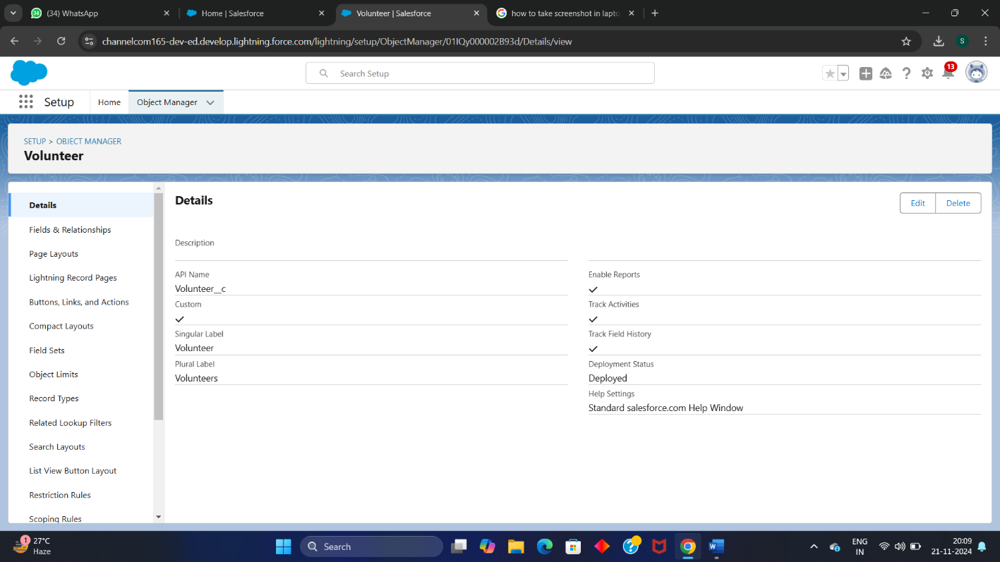 (34) WhatsApp
Home | Salesforce
Volunteer | Salesforce
how to take screenshot in lapto
channelcom165-dev-ed.develop.lightning.force.com/lightning/setup/ObjectManager/01IQy000002B93d/Details/view
S
Search Setup
13
Setup
Home
Object Manager
SETUP > OBJECT MANAGER
Volunteer
Details
Fields & Relationships
Page Layouts
Lightning Record Pages
Buttons, Links, and Actions
Compact Layouts
Field Sets
Object Limits
Record Types
Related Lookup Filters
Search Layouts
List View Button Layout
Restriction Rules
Scoping Rules
Details
Edit
Delete
Description
API Name
Volunteer__c
Custom
Singular Label
Volunteer
Plural Label
Volunteers
Enable Reports
Track Activities
Track Field History
Deployment Status
Deployed
Help Settings
Standard salesforce.com Help Window
1
27°C
Haze
Search
ENG
IN
20:09
21-11-2024